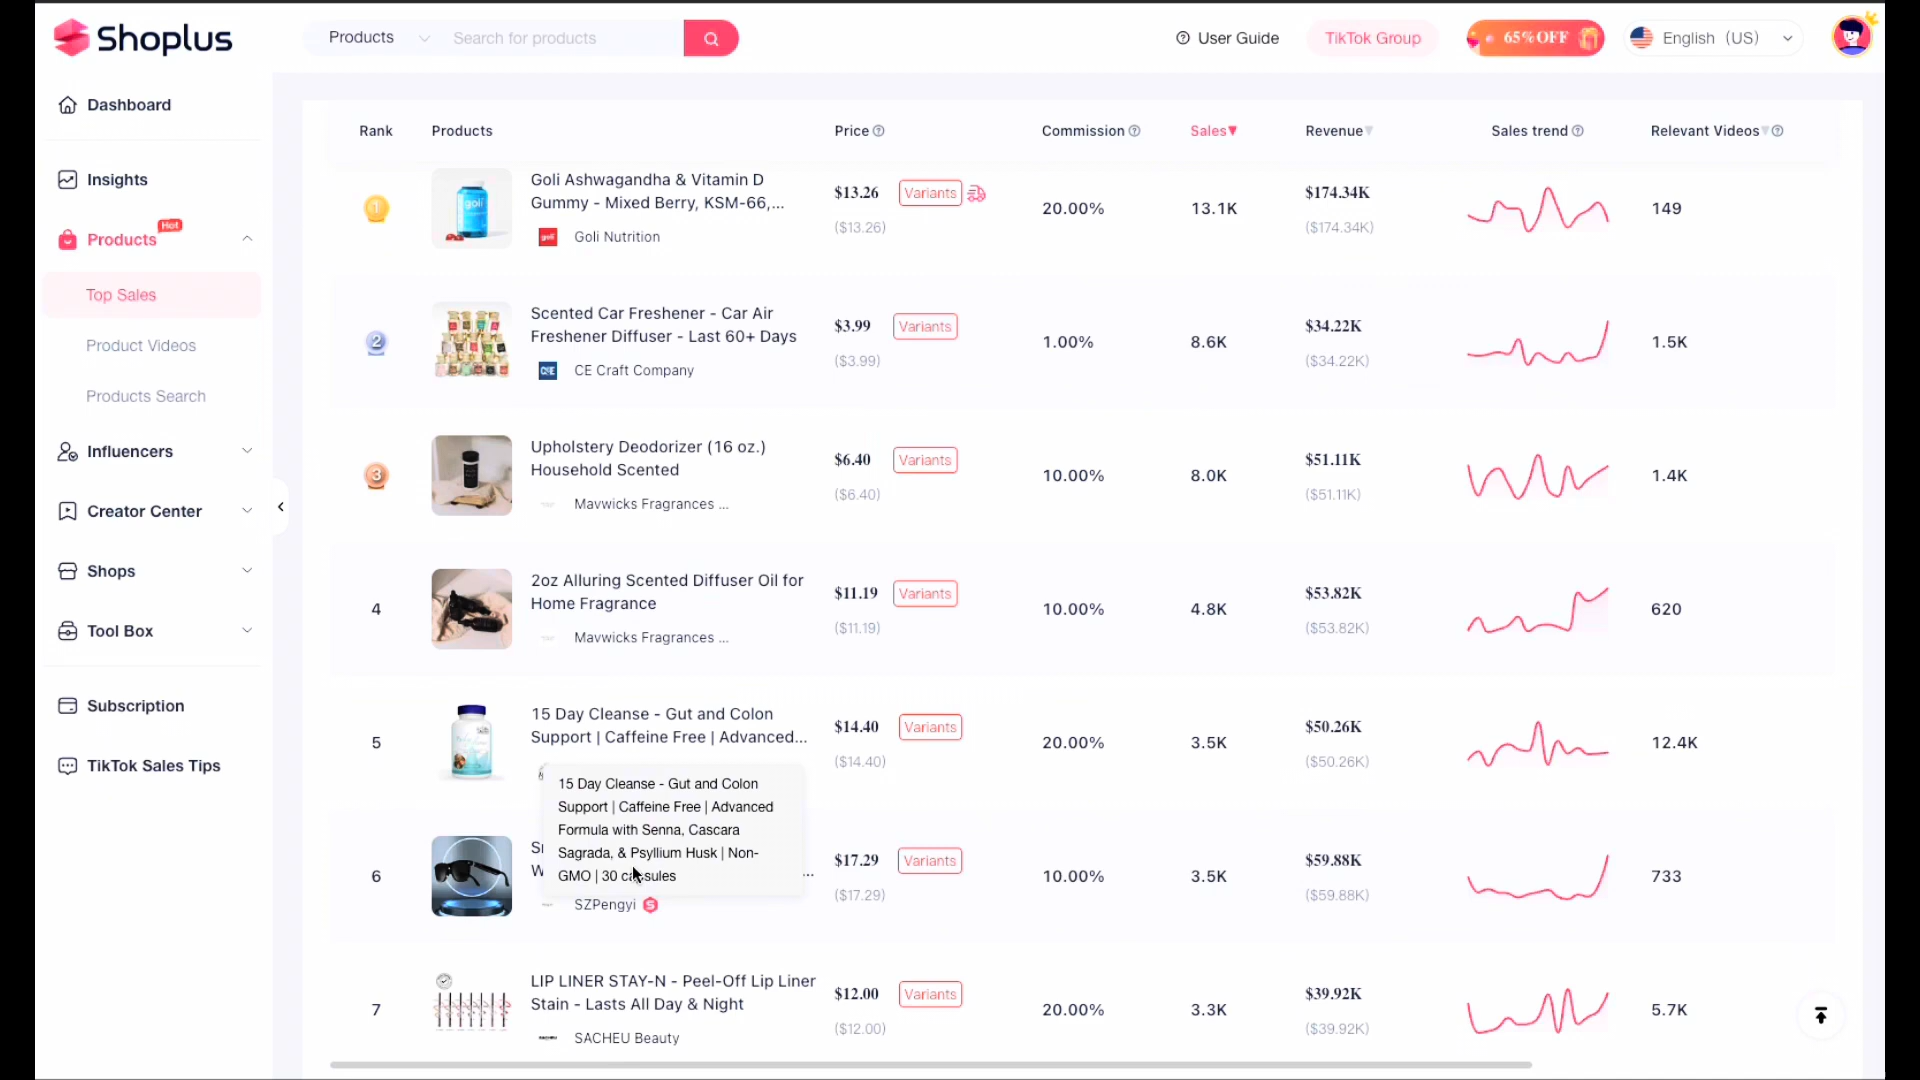 Shoplus
Products
Search for products
User Guide
TikTok Group
65%OFF
English (US)
Dashboard
Insights
Products
Hot
Top Sales
Product Videos
Products Search
Influencers
Creator Center
Shops
Tool Box
Subscription
TikTok Sales Tips
Rank Products Price Commission Sales Revenue Sales trend Relevant Videos
1
goli
Goli Ashwagandha & Vitamin D
Gummy - Mixed Berry, KSM-66,...
goli Goli Nutrition
$13.26 Variants
($13.26)
20.00%
13.1K
$174.34K
($174.34K)
149
2
Scented Car Freshener - Car Air
Freshener Diffuser - Last 60+ Days
CE Craft Company
$3.99 Variants
($3.99)
1.00%
8.6K
$34.22K
($34.22K)
1.5K
3
Upholstery Deodorizer (16 oz.)
Household Scented
Mavwicks Fragrances ...
$6.40 Variants
($6.40)
10.00%
8.0K
$51.11K
($51.11K)
1.4K
4
2oz Alluring Scented Diffuser Oil for
Home Fragrance
Mavwicks Fragrances ...
$11.19 Variants
($11.19)
10.00%
4.8K
$53.82K
($53.82K)
620
5
15 Day Cleanse - Gut and Colon
Support | Caffeine Free | Advanced...
$14.40 Variants
($14.40)
20.00%
3.5K
$50.26K
($50.26K)
12.4K
15 Day Cleanse - Gut and Colon
Support | Caffeine Free | Advanced
Formula with Senna, Cascara
Sagrada, & Psyllium Husk | Non-
GMO | 30 capsules
6
...
SZPengyi
$17.29 Variants
($17.29)
10.00%
3.5K
$59.88K
($59.88K)
733
7
LIP LINER STAY-N - Peel-Off Lip Liner
Stain - Lasts All Day & Night
SACHEU Beauty
$12.00 Variants
($12.00)
20.00%
3.3K
$39.92K
($39.92K)
5.7K